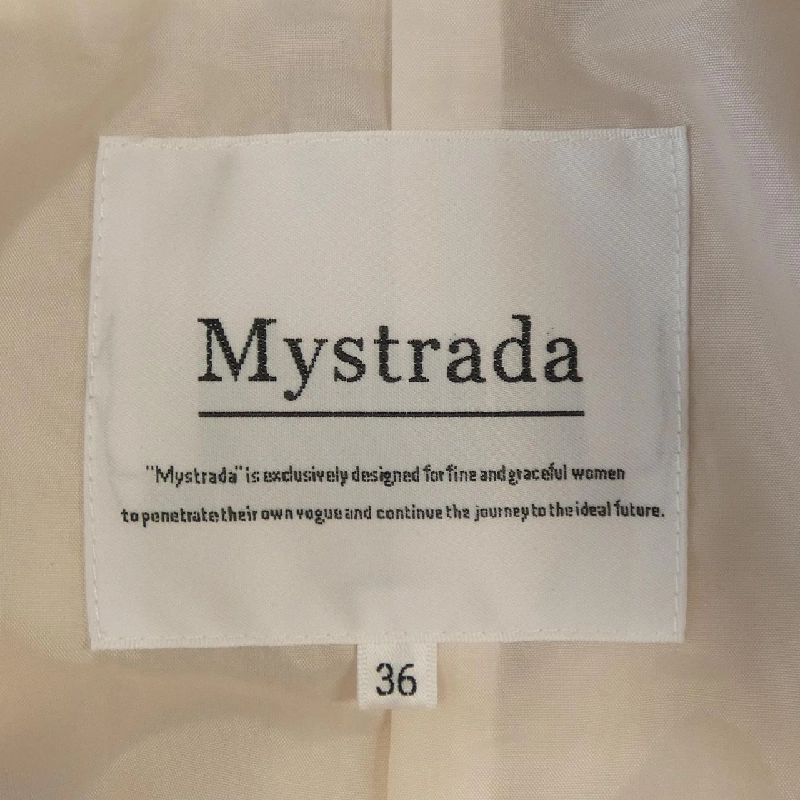 Mystrada
"Mystrada" is exclusively designed for fine and graceful women
to penetrate their own vogue and continue the journey to the ideal future.
36